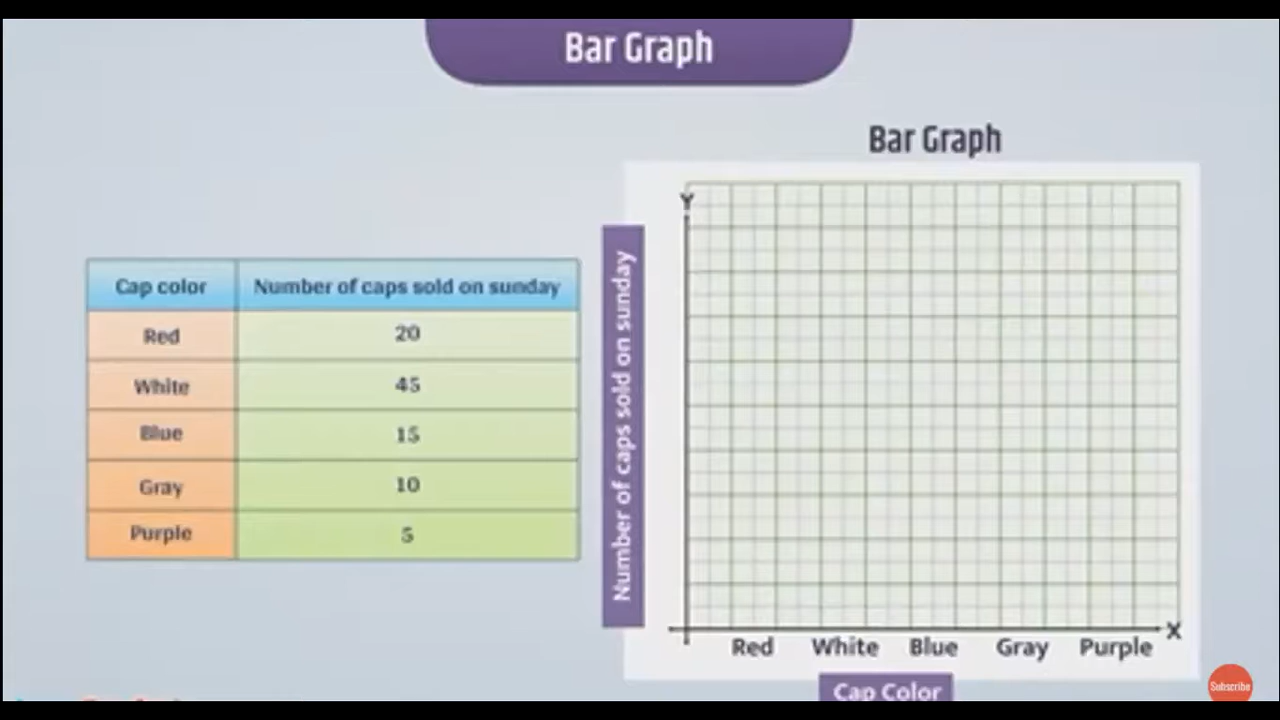 Bar Graph
Bar Graph
Y
Number of caps sold on sunday
Cap color Number of caps sold on sunday
Red 20
White 45
Blue 15
Gray 10
Purple 5
X
Red White Blue Gray Purple
Cap Color
Subscribe